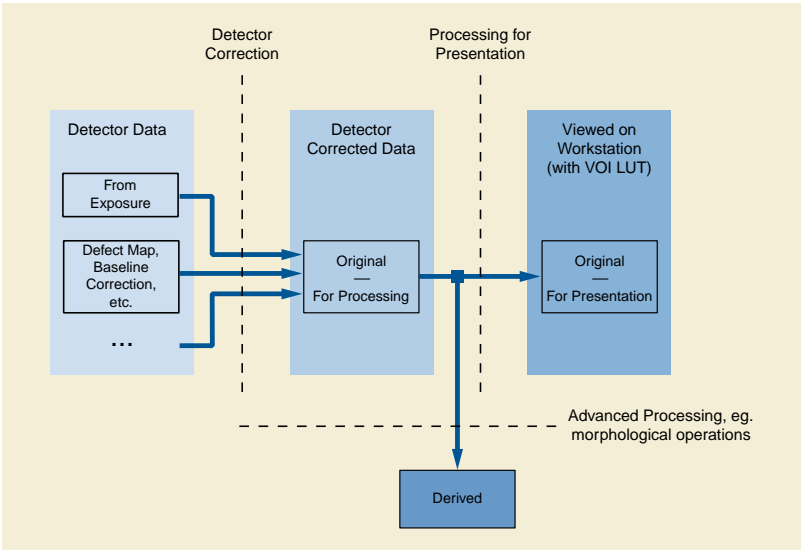 Detector
Correction
Processing for
Presentation
Detector Data
From
Exposure
Defect Map,
Baseline
Correction,
etc.
...
Detector
Corrected Data
Original
—
For Processing
Viewed on
Workstation
(with VOI LUT)
Original
—
For Presentation
Advanced Processing, eg.
morphological operations
Derived